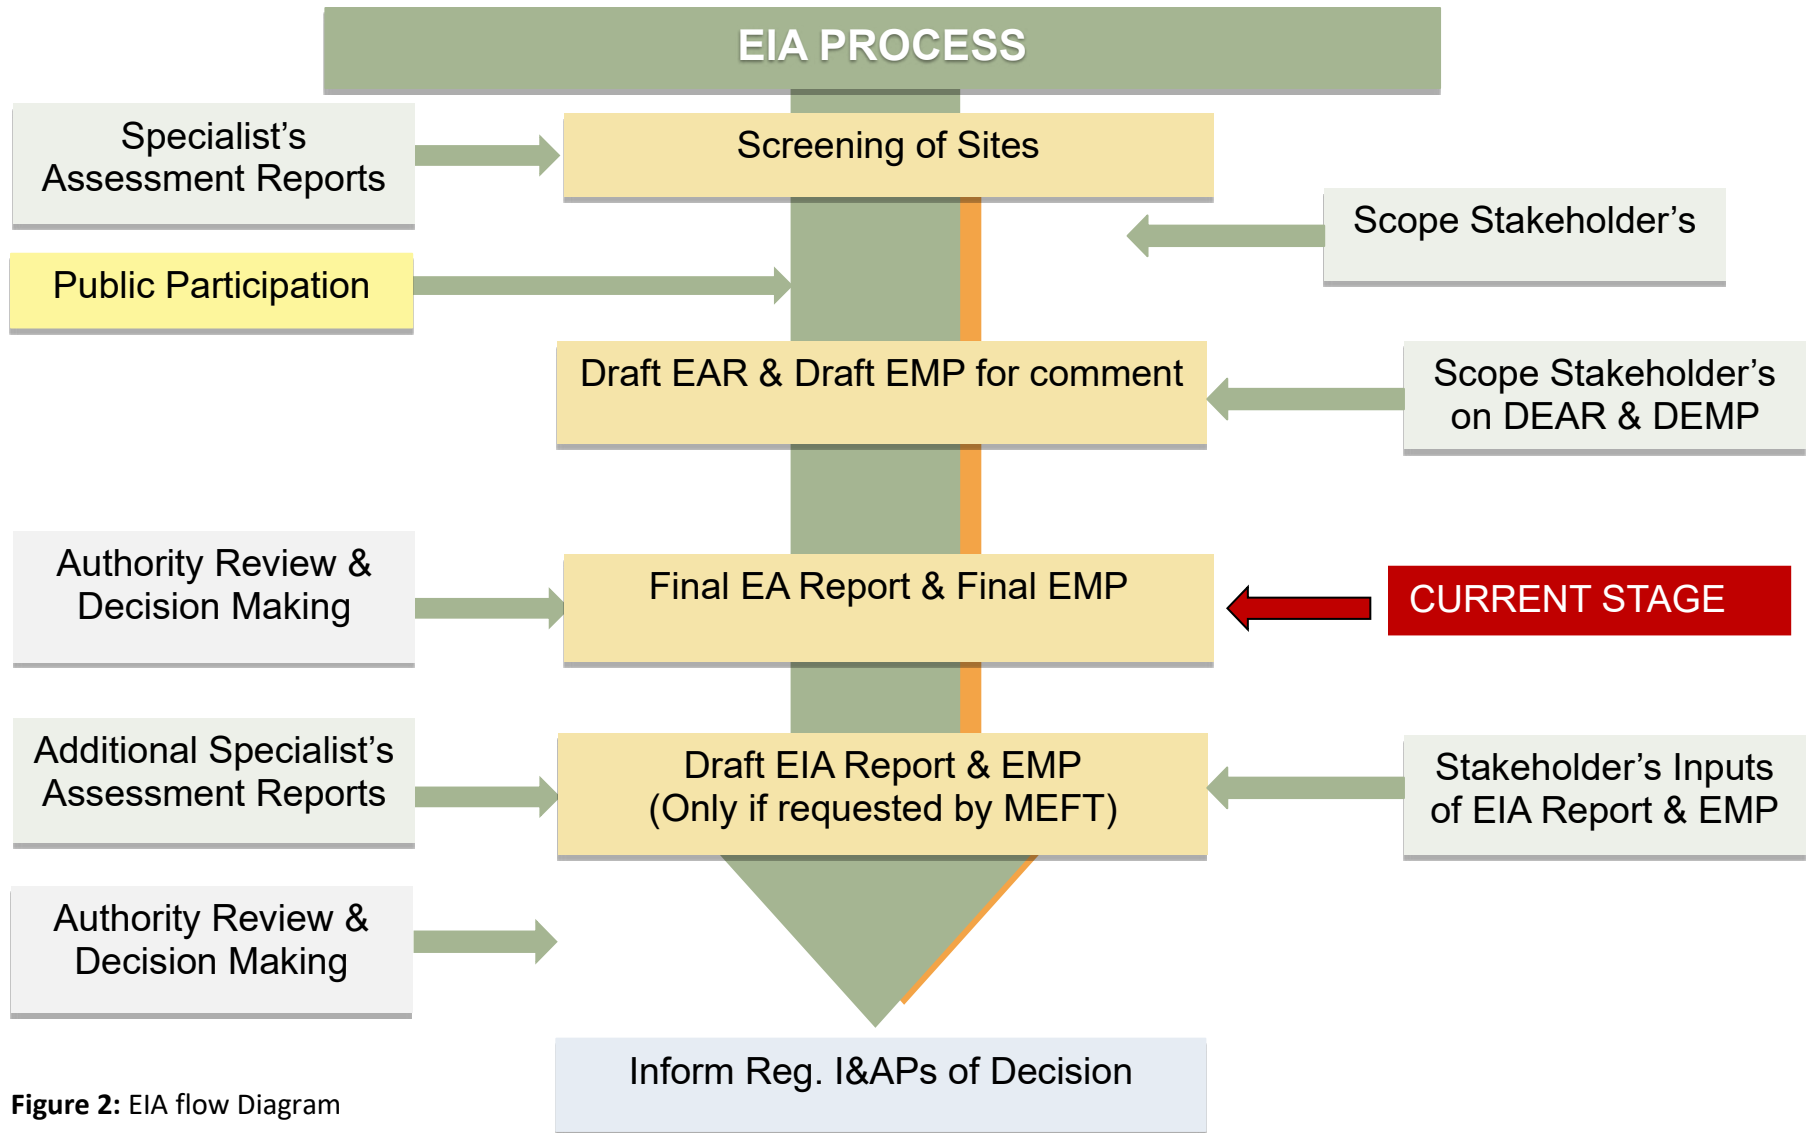 EIA PROCESS
Specialist’s
Assessment Reports
Screening of Sites
Scope Stakeholder’s
Public Participation
Draft EAR & Draft EMP for comment
Scope Stakeholder’s
on DEAR & DEMP
Authority Review &
Decision Making
Final EA Report & Final EMP
CURRENT STAGE
Additional Specialist’s
Assessment Reports
Draft EIA Report & EMP
(Only if requested by MEFT)
Stakeholder’s Inputs
of EIA Report & EMP
Authority Review &
Decision Making
Inform Reg. I&APs of Decision
Figure 2: EIA flow Diagram